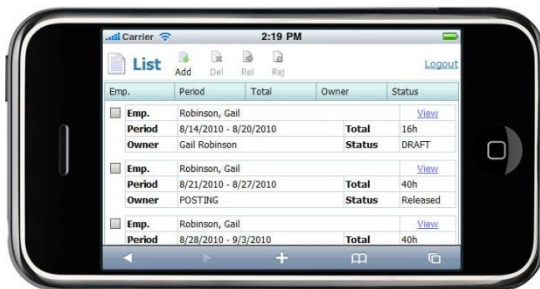 Carrier 2:19 PM
List Add Del Rel Rej Logout
Emp. Period Total Owner Status
Emp. Robinson, Gail View
Period 8/14/2010 - 8/20/2010 Total 16h
Owner Gail Robinson Status DRAFT
Emp. Robinson, Gail View
Period 8/21/2010 - 8/27/2010 Total 40h
Owner POSTING Status Released
Emp. Robinson, Gail View
Period 8/28/2010 - 9/3/2010 Total 40h